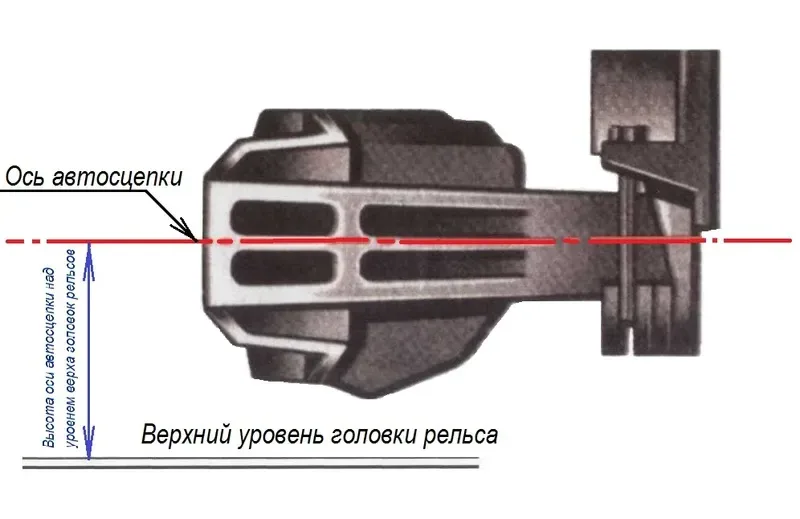 Ось автосцепки
Высота оси автосцепки над
уровнем верха головок рельсов
Верхний уровень головки рельса